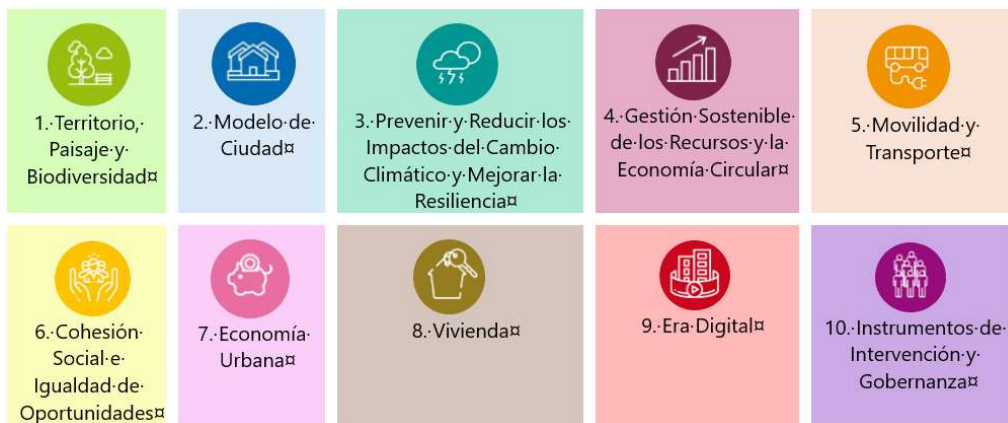 1.·Territorio,·
Paisaje·y·
Biodiversidad¤
2.·Modelo·de·
Ciudad¤
3.·Prevenir·y·Reducir·los·
Impactos·del·Cambio·
Climático·y·Mejorar·la·
Resiliencia¤
4.·Gestión·Sostenible·
de·los·Recursos·y·la·
Economía·Circular¤
5.·Movilidad·y·
Transporte¤
6.·Cohesión·
Social·e·
Igualdad·de·
Oportunidades¤
7.·Economía·
Urbana¤
8.·Vivienda¤
9.·Era·Digital¤
10.·Instrumentos·de·
Intervención·y·
Gobernanza¤